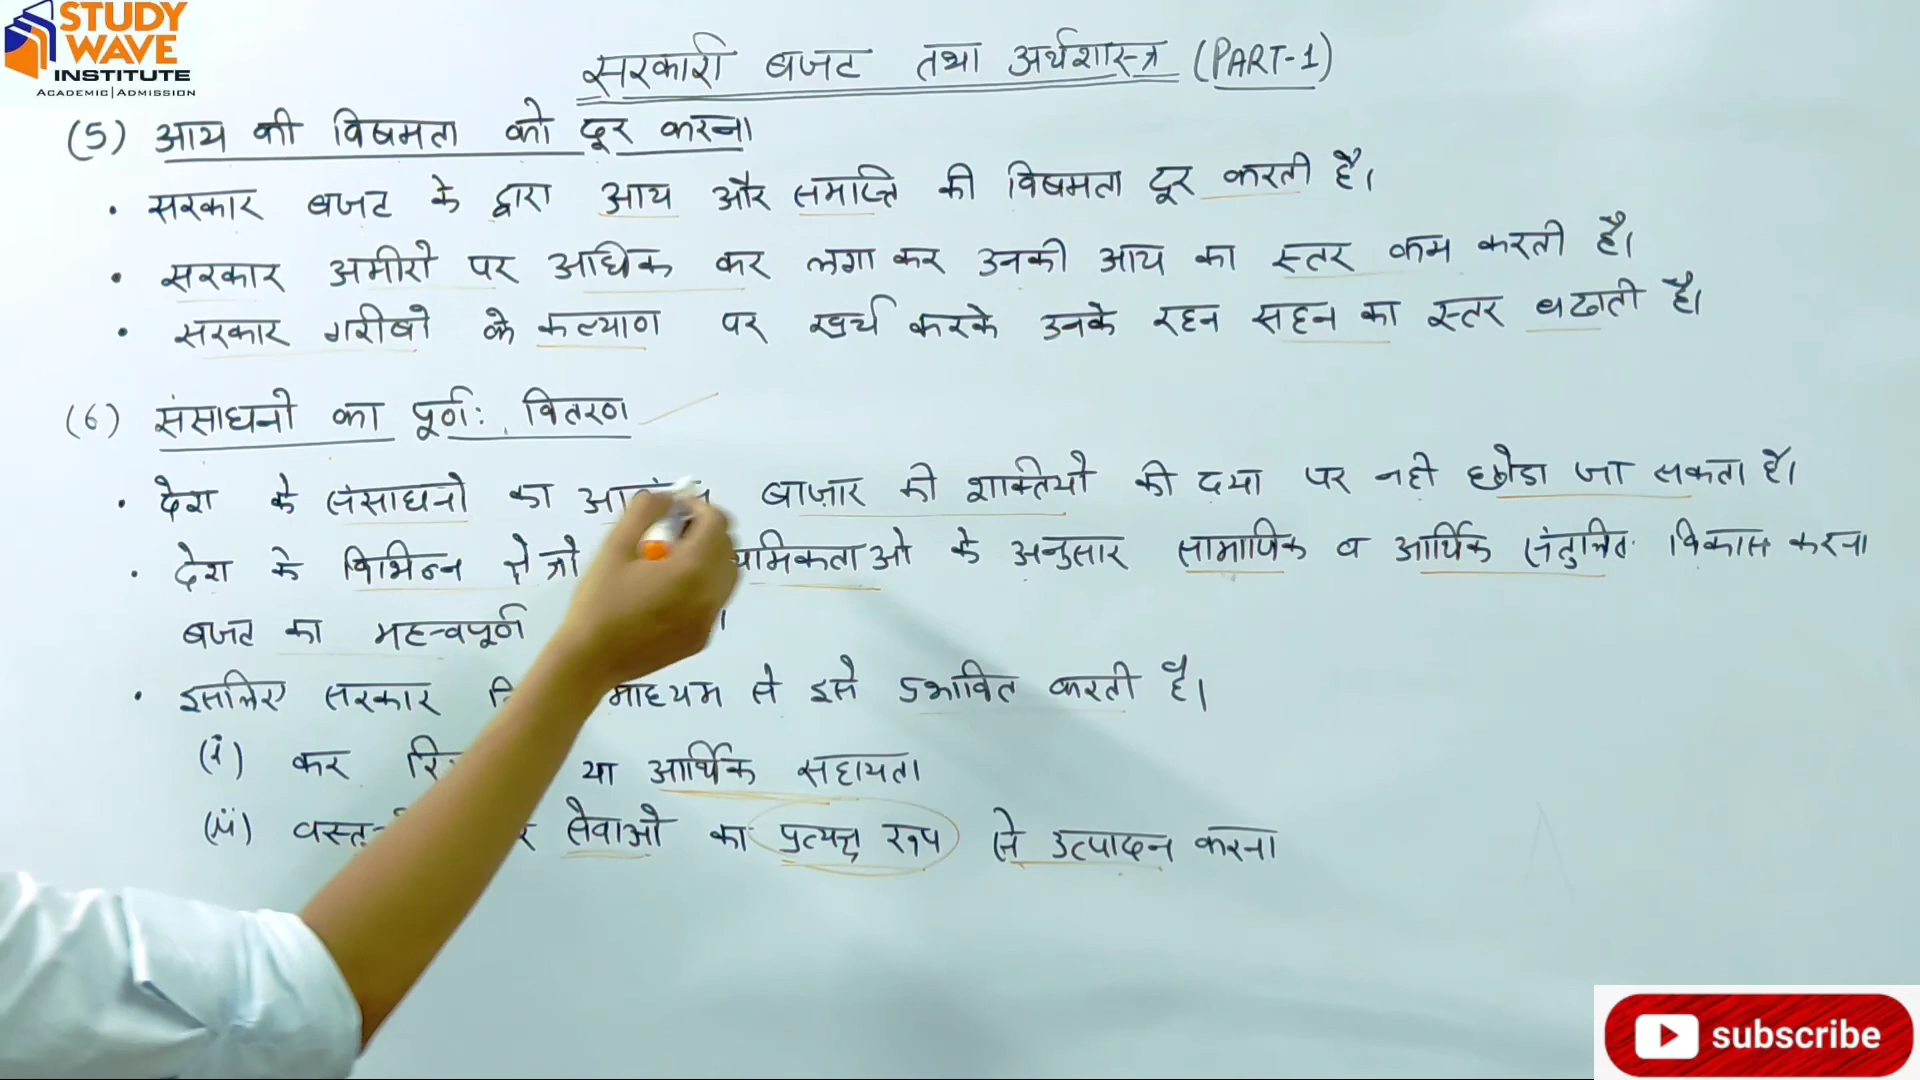 STUDY
WAVE
INSTITUTE
ACADEMIC|ADMISSION
सरकारी बजट तथा अर्थशास्त्र (PART-1)
(5) आय की विषमता को दूर करना
• सरकार बजट के द्वारा आय और सम्पत्ति की विषमता दूर करती है।
• सरकार अमीरो पर अधिक कर लगा कर उनकी आय का स्तर कम करती है।
• सरकार गरीबो के कल्याण पर खर्च करके उनके रहन सहन का स्तर बढाती है।
(6) संसाधनो का पूर्णः वितरण
• देश के संसाधनो का बाज़ार की शक्तियो की दया पर नही छोडा जा सकता है।
• देश के विभिन्न क्षेत्रो के अनुसार सामाजिक व आर्थिक संतुलित विकास करना
बजट का महत्वपूर्ण
• इसलिए सरकार माध्यम से इसे प्रभावित करती है।
(i) कर या आर्थिक सहायता
(ii) सेवाओ का प्रत्यक्ष रूप से उत्पादन करना
subscribe